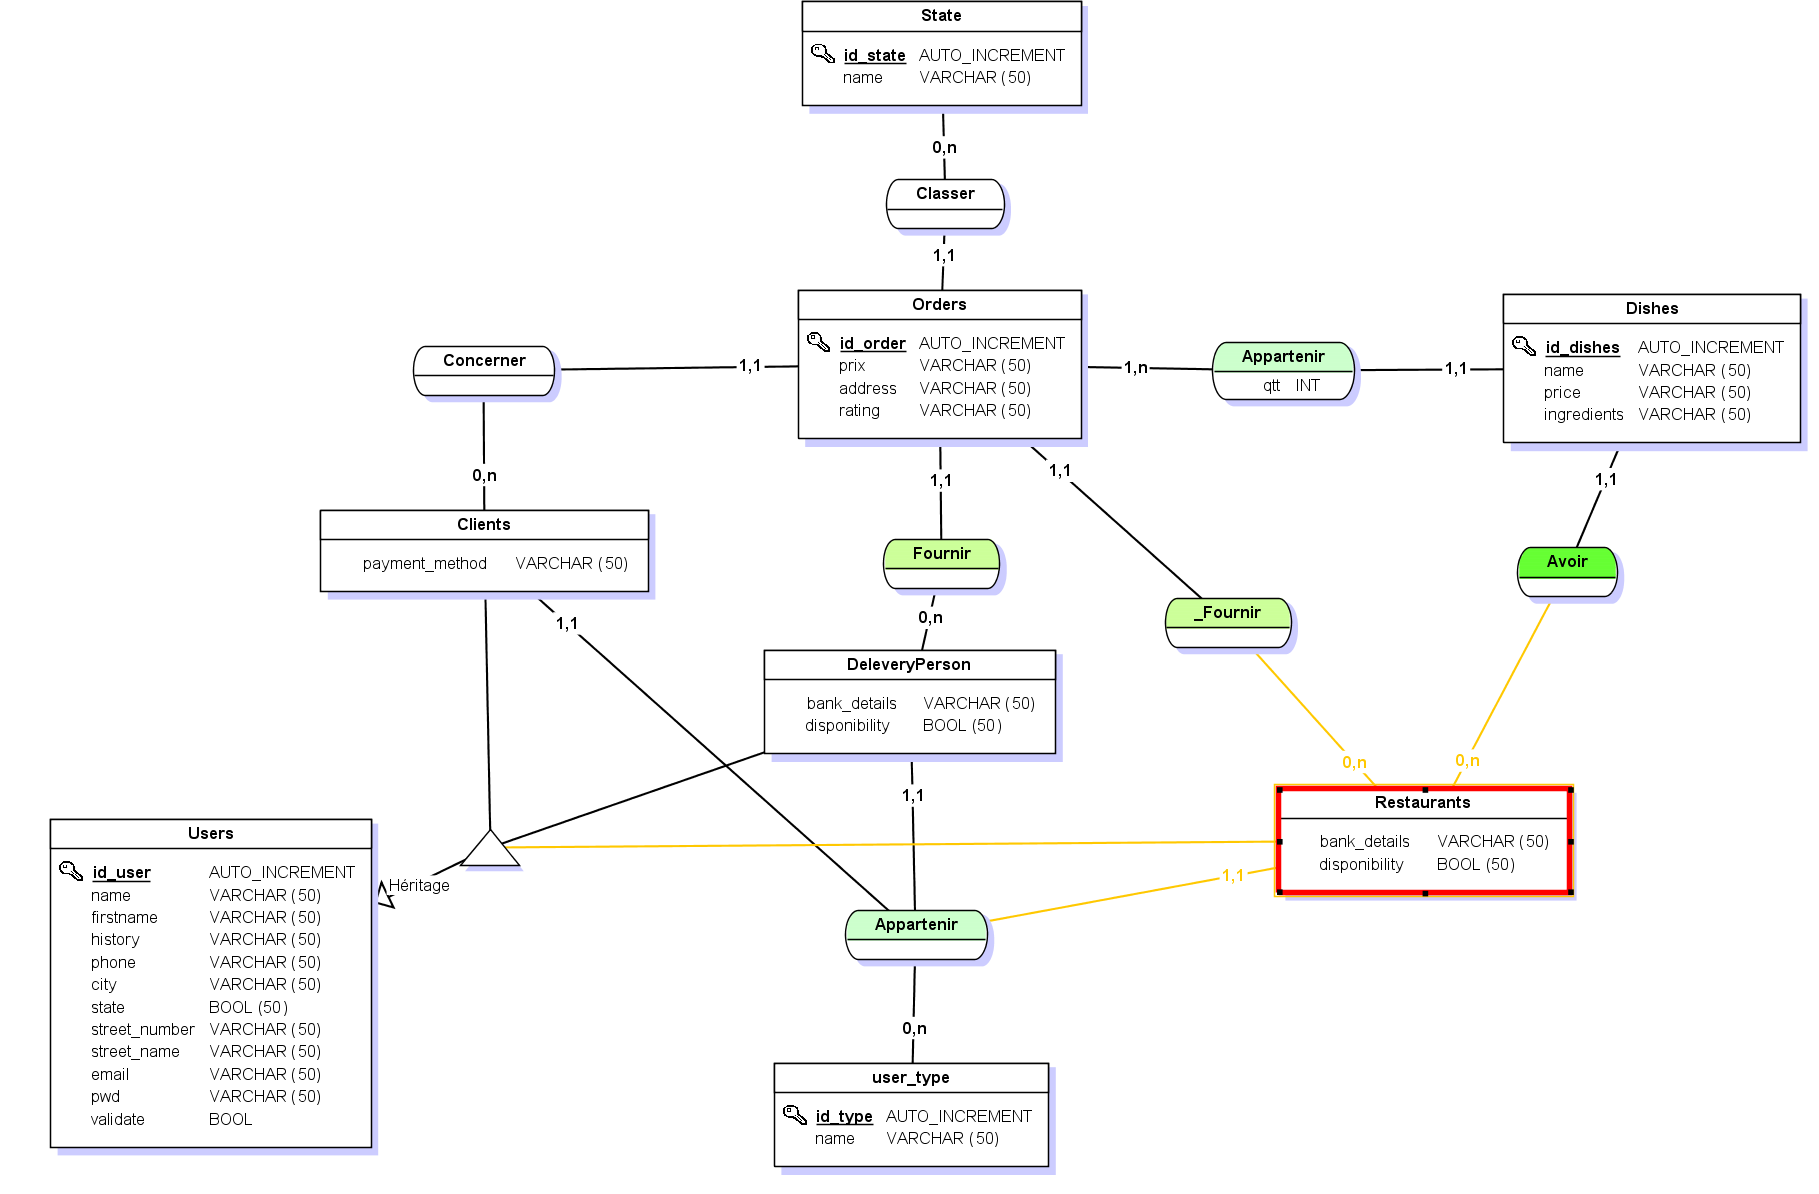 State
id_state AUTO_INCREMENT
name VARCHAR (50)
0,n
Classer
1,1
Orders
id_order AUTO_INCREMENT
prix VARCHAR (50)
address VARCHAR (50)
rating VARCHAR (50)
Concerner
1,1
1,n
Appartenir
qtt INT
1,1
Dishes
id_dishes AUTO_INCREMENT
name VARCHAR (50)
price VARCHAR (50)
ingredients VARCHAR (50)
0,n
1,1
1,1
1,1
Clients
payment_method VARCHAR (50)
Fournir
_Fournir
Avoir
1,1
0,n
DeleveryPerson
bank_details VARCHAR (50)
disponibility BOOL (50)
0,n
0,n
1,1
Restaurants
bank_details VARCHAR (50)
disponibility BOOL (50)
1,1
Héritage
Users
id_user AUTO_INCREMENT
name VARCHAR (50)
firstname VARCHAR (50)
history VARCHAR (50)
phone VARCHAR (50)
city VARCHAR (50)
state BOOL (50)
street_number VARCHAR (50)
street_name VARCHAR (50)
email VARCHAR (50)
pwd VARCHAR (50)
validate BOOL
Appartenir
0,n
user_type
id_type AUTO_INCREMENT
name VARCHAR (50)